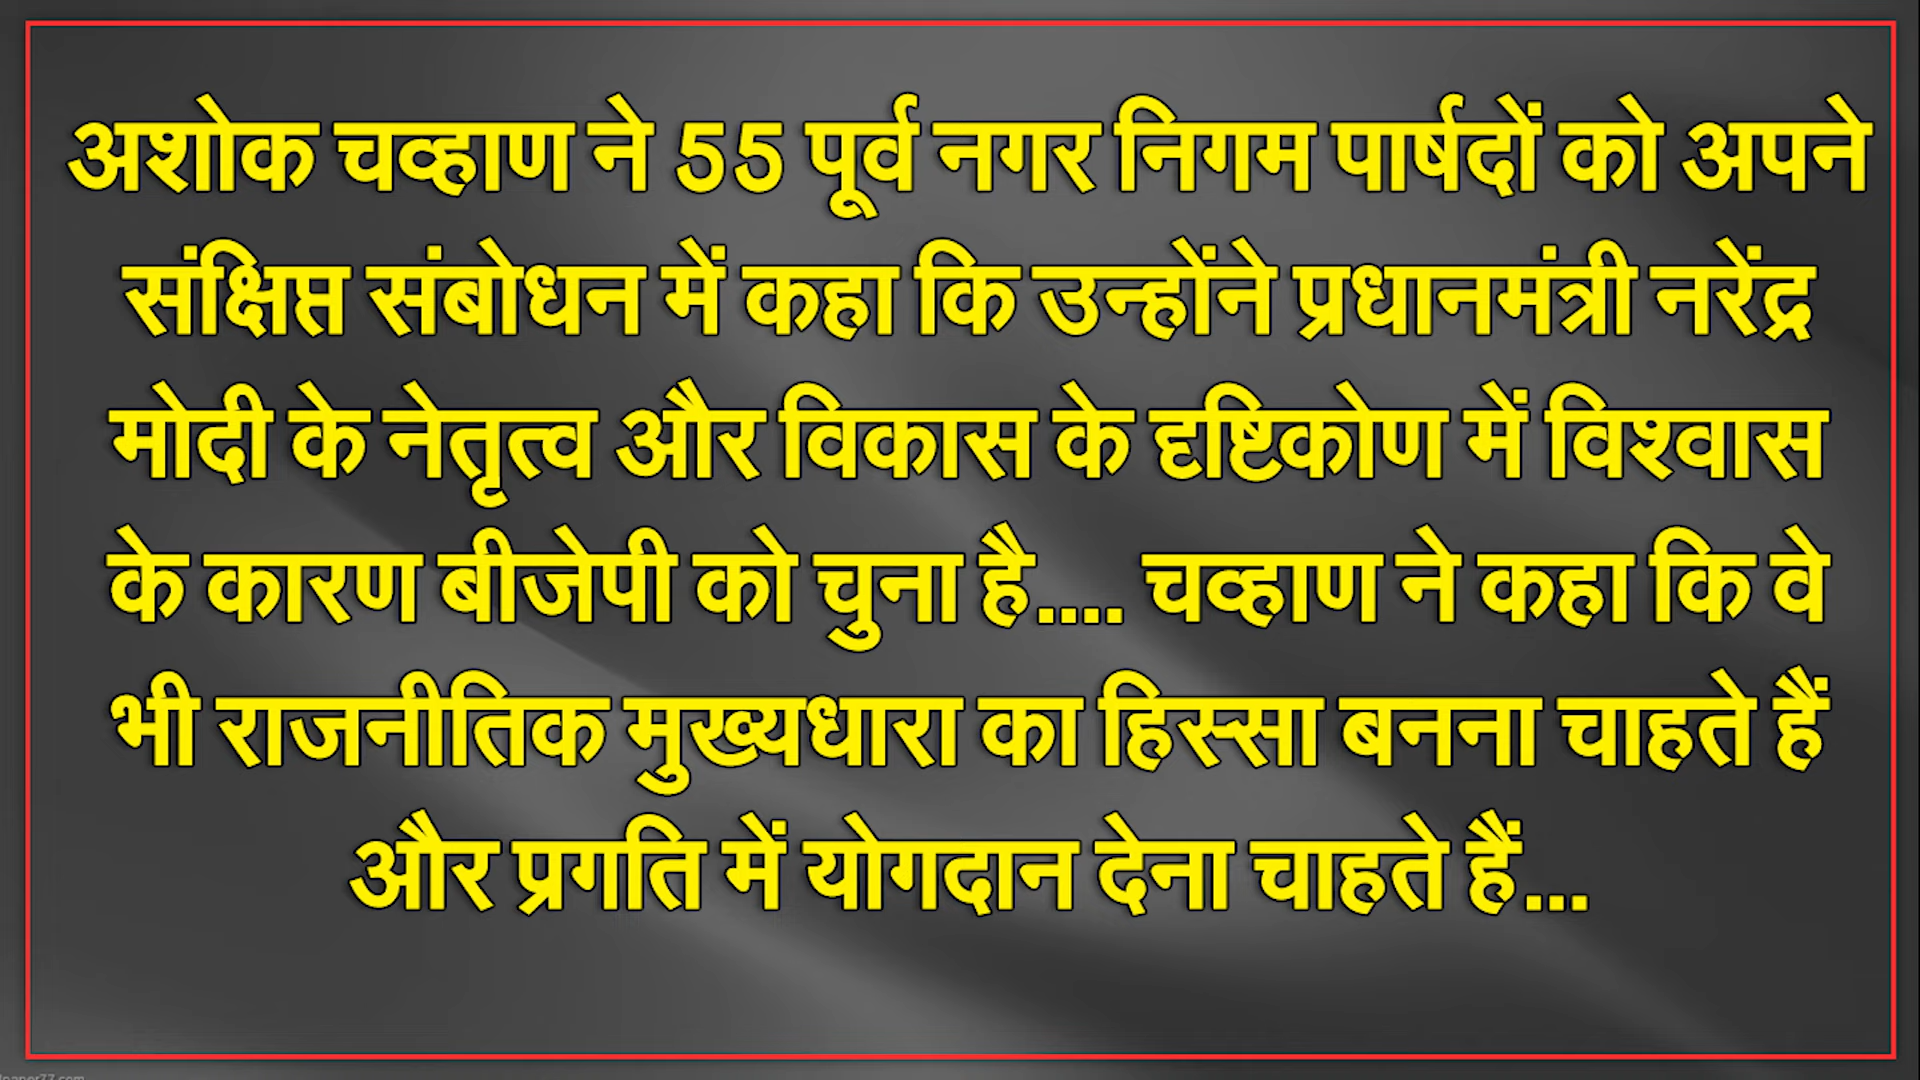 अशोक चव्हाण ने 55 पूर्व नगर निगम पार्षदों को अपने
संक्षिप्त संबोधन में कहा कि उन्होंने प्रधानमंत्री नरेंद्र
मोदी के नेतृत्व और विकास के दृष्टिकोण में विश्वास
के कारण बीजेपी को चुना है.... चव्हाण ने कहा कि वे
भी राजनीतिक मुख्यधारा का हिस्सा बनना चाहते हैं
और प्रगति में योगदान देना चाहते हैं...